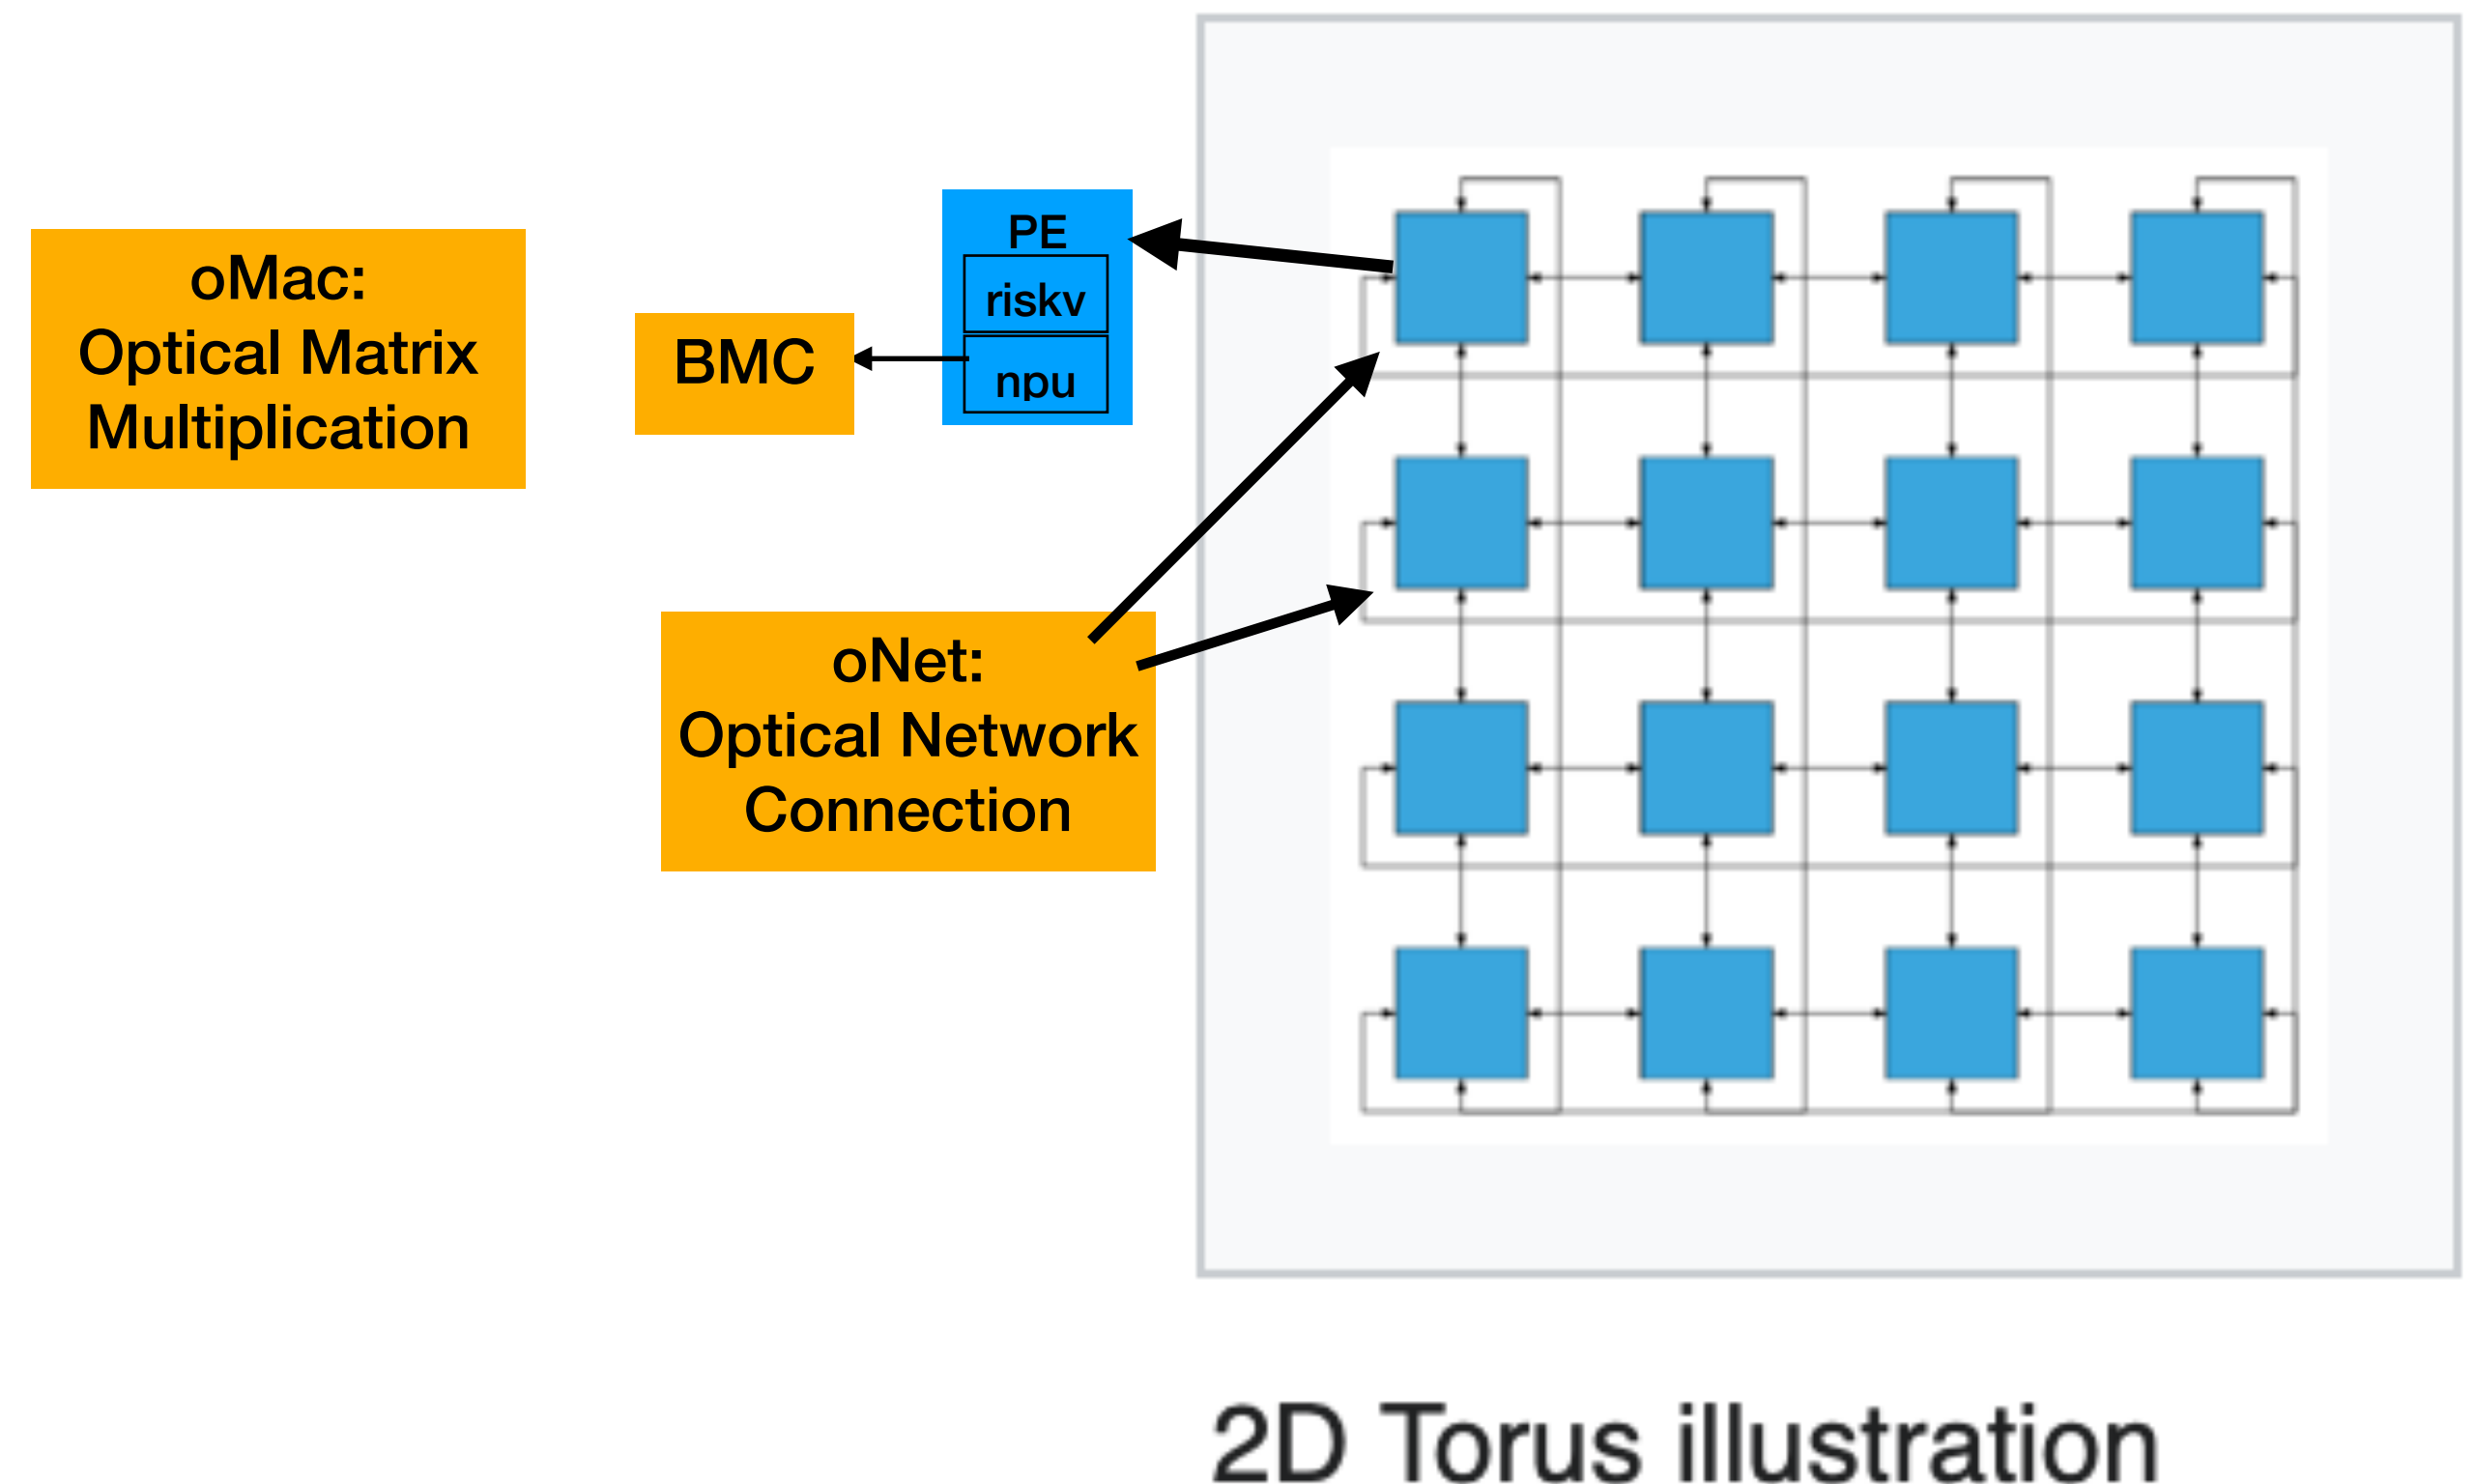 oMac:
Optical Matrix
Multiplication
BMC
PE
riskv
npu
oNet:
Optical Network
Connection
2D Torus illustration